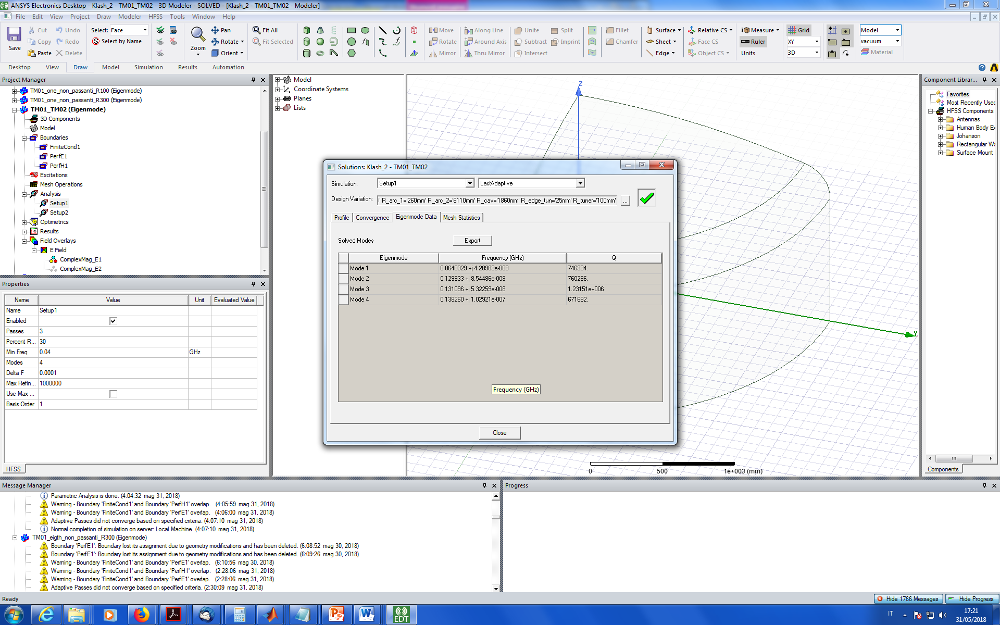 ANSYS Electronics Desktop - Klash_2 - TM01_TM02 - 3D Modeler - SOLVED - [Klash_2 - TM01_TM02 - Modeler]
File Edit View Project Draw Modeler HFSS Tools Window Help
Save
Cut Undo
Copy Redo
Paste Delete
Select: Face
Select by Name
Zoom
Pan
Rotate
Orient
Fit All
Fit Selected
Move Along Line Unite Split Fillet
Rotate Around Axis Subtract Imprint Chamfer
Mirror Thru Mirror Intersect
Surface Relative CS Measure Grid Model
Sheet Face CS Ruler XY vacuum
Edge Object CS Units 3D Material
Desktop View Draw Model Simulation Results Automation
Project Manager
TM01_one_non_passanti_R100 (Eigenmode)
TM01_one_non_passanti_R300 (Eigenmode)
TM01_TM02 (Eigenmode)
3D Components
Model
Boundaries
FiniteCond1
PerfE1
PerfH1
Excitations
Mesh Operations
Analysis
Setup1
Setup2
Optimetrics
Results
Field Overlays
E Field
ComplexMag_E1
ComplexMag_E2
Model
Coordinate Systems
Planes
Lists
Z
Y
0 500 1e+003 (mm)
Component Librar...
Favorites
Most Recently Used
HFSS Components
Antennas
Human Body Ex
Johanson
Rectangular Wa
Surface Mount
Components
Properties
Name Value Unit Evaluated Value
Name Setup1
Enabled
Passes 3
Percent R... 30
Min Freq 0.04 GHz
Modes 4
Delta F 0.0001
Max Refin... 1000000
Use Max ...
Basis Order 1
HFSS
Solutions: Klash_2 - TM01_TM02
Simulation: Setup1 LastAdaptive
Design Variation: ' R_arc_1='260mm' R_arc_2='6110mm' R_cav='1860mm' R_edge_tun='25mm' R_tuner='100mm' ...
Profile Convergence Eigenmode Data Mesh Statistics
Solved Modes Export
Eigenmode Frequency (GHz) Q
Mode 1 0.0640329 +j 4.28983e-008 746334.
Mode 2 0.129933 +j 8.54486e-008 760296.
Mode 3 0.131096 +j 5.32259e-008 1.23151e+006
Mode 4 0.138260 +j 1.02921e-007 671682.
Frequency (GHz)
Close
Message Manager
Parametric Analysis is done. (4:04:32 mag 31, 2018)
Warning - Boundary 'FiniteCond1' and Boundary 'PerfH1' overlap. (4:05:59 mag 31, 2018)
Warning - Boundary 'FiniteCond1' and Boundary 'PerfE1' overlap. (4:06:00 mag 31, 2018)
Adaptive Passes did not converge based on specified criteria. (4:07:10 mag 31, 2018)
Normal completion of simulation on server: Local Machine. (4:07:10 mag 31, 2018)
TM01_eigth_non_passanti_R300 (Eigenmode)
Boundary 'PerfE1': Boundary lost its assignment due to geometry modifications and has been deleted. (6:08:52 mag 30, 2018)
Boundary 'PerfE1': Boundary lost its assignment due to geometry modifications and has been deleted. (6:09:26 mag 30, 2018)
Warning - Boundary 'FiniteCond1' and Boundary 'PerfE1' overlap. (6:10:56 mag 30, 2018)
Warning - Boundary 'FiniteCond1' and Boundary 'PerfH1' overlap. (2:28:06 mag 31, 2018)
Warning - Boundary 'FiniteCond1' and Boundary 'PerfE1' overlap. (2:28:06 mag 31, 2018)
Adaptive Passes did not converge based on specified criteria. (2:30:09 mag 31, 2018)
Progress
Ready
Hide 1766 Messages Hide Progress
EDT
IT
17:21
31/05/2018